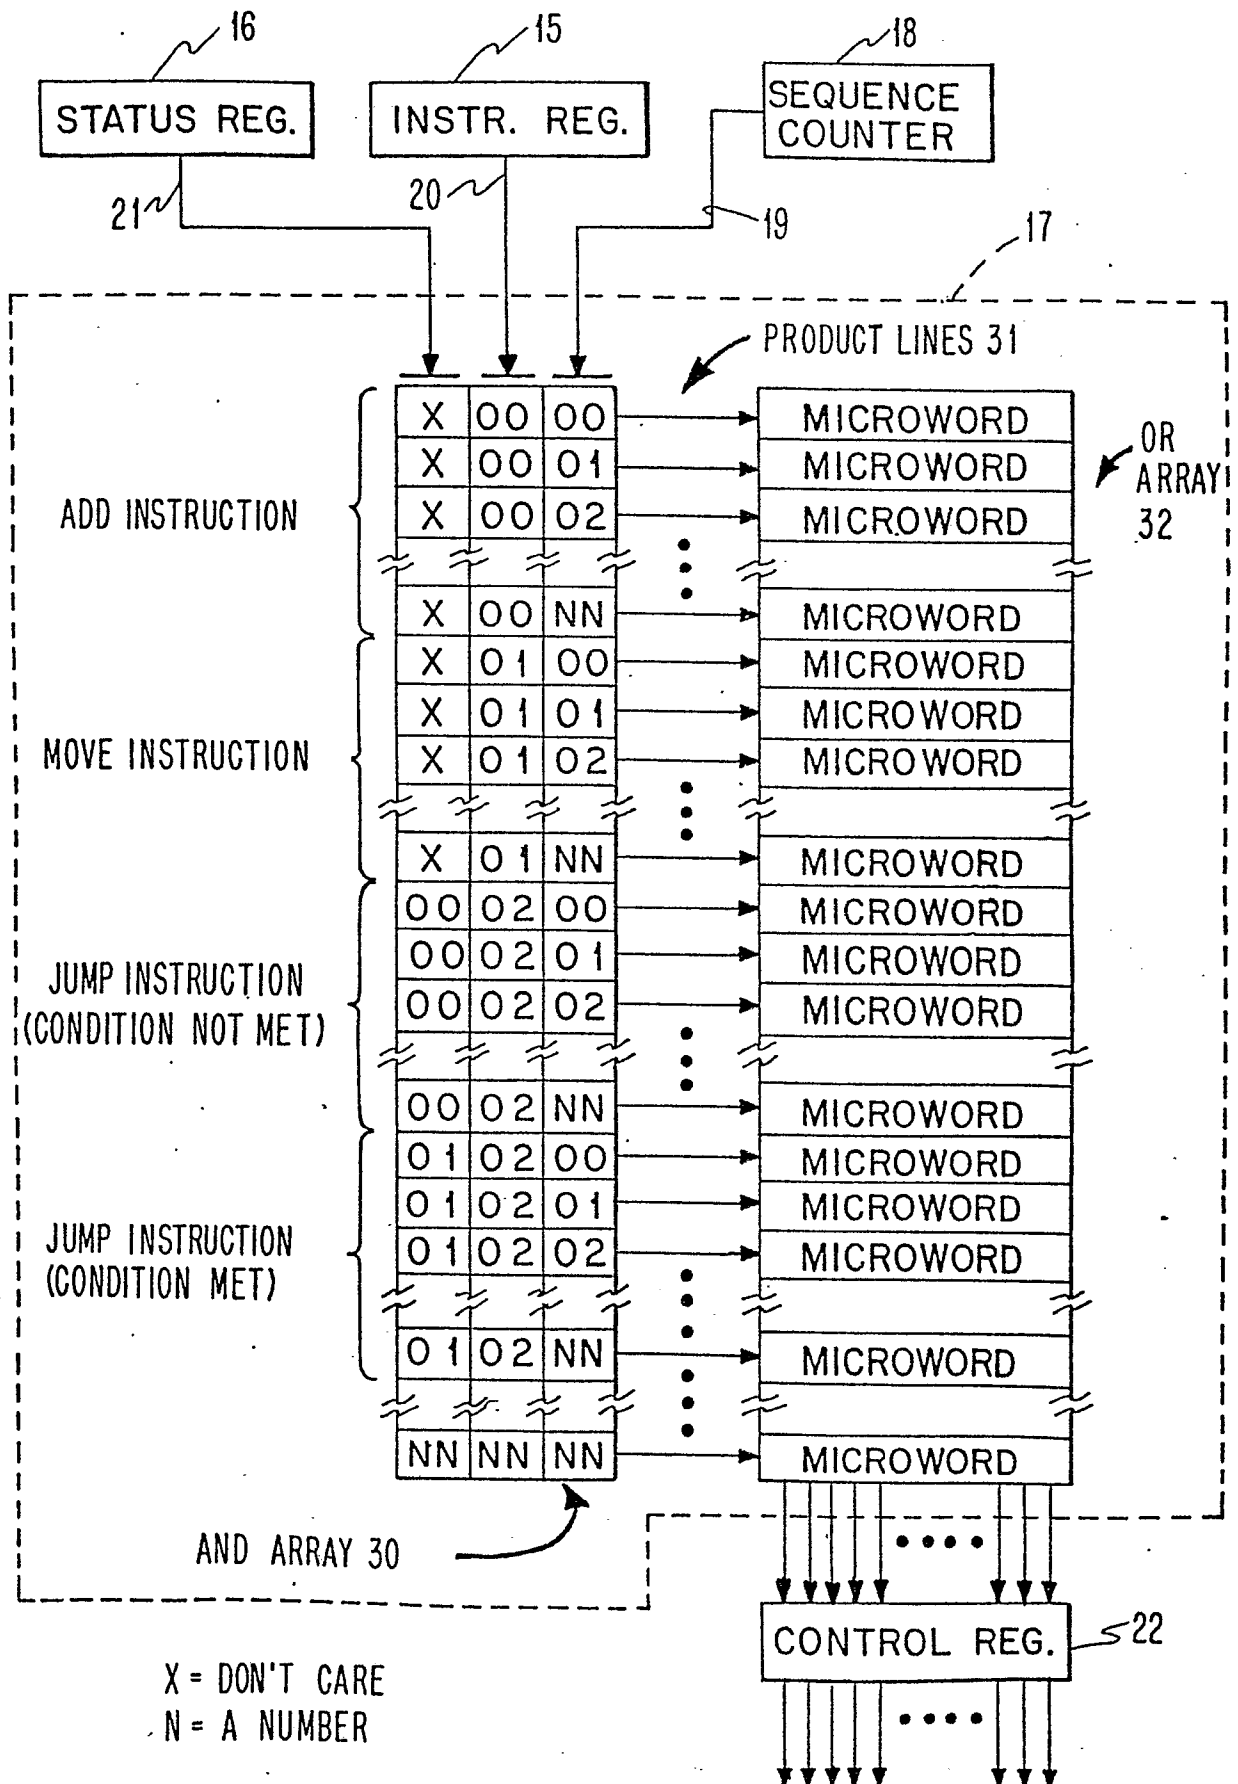 16
15
18
STATUS REG.
INSTR. REG.
SEQUENCE
COUNTER
21
20
19
17
PRODUCT LINES 31
X 00 00 MICROWORD
X 00 01 MICROWORD
X 00 02 MICROWORD
OR
ARRAY
32
ADD INSTRUCTION
X 00 NN MICROWORD
X 01 00 MICROWORD
X 01 01 MICROWORD
X 01 02 MICROWORD
MOVE INSTRUCTION
X 01 NN MICROWORD
00 02 00 MICROWORD
00 02 01 MICROWORD
00 02 02 MICROWORD
JUMP INSTRUCTION
(CONDITION NOT MET)
00 02 NN MICROWORD
01 02 00 MICROWORD
01 02 01 MICROWORD
01 02 02 MICROWORD
JUMP INSTRUCTION
(CONDITION MET)
01 02 NN MICROWORD
NN NN NN MICROWORD
AND ARRAY 30
CONTROL REG.
22
X = DON'T CARE
N = A NUMBER